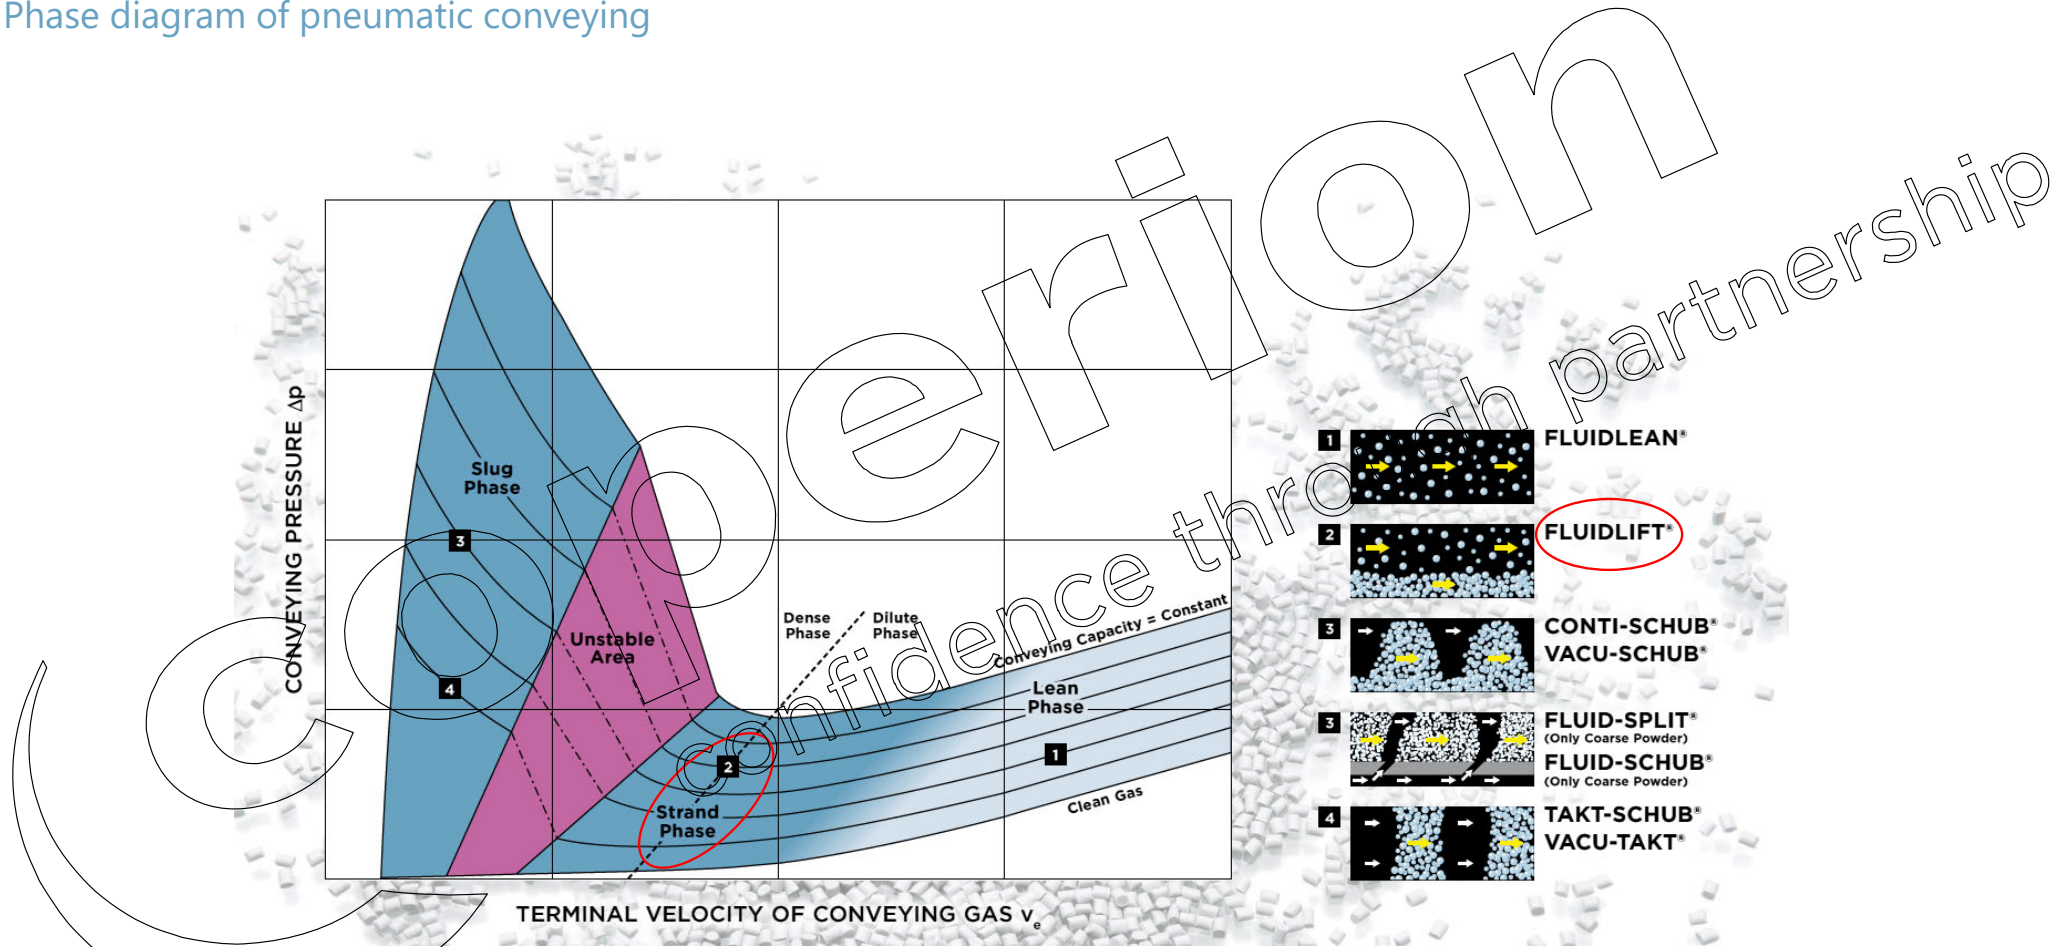 Phase diagram of pneumatic conveying
coperion
confidence through partnership
CONVEYING PRESSURE Δp
Slug
Phase
3
4
Unstable
Area
Dense
Phase
Dilute
Phase
Conveying Capacity = Constant
Lean
Phase
1
2
Strand
Phase
Clean Gas
TERMINAL VELOCITY OF CONVEYING GAS ve
1
FLUIDLEAN®
2
FLUIDLIFT®
3
CONTI-SCHUB®
VACU-SCHUB®
3
FLUID-SPLIT®
(Only Coarse Powder)
FLUID-SCHUB®
(Only Coarse Powder)
4
TAKT-SCHUB®
VACU-TAKT®